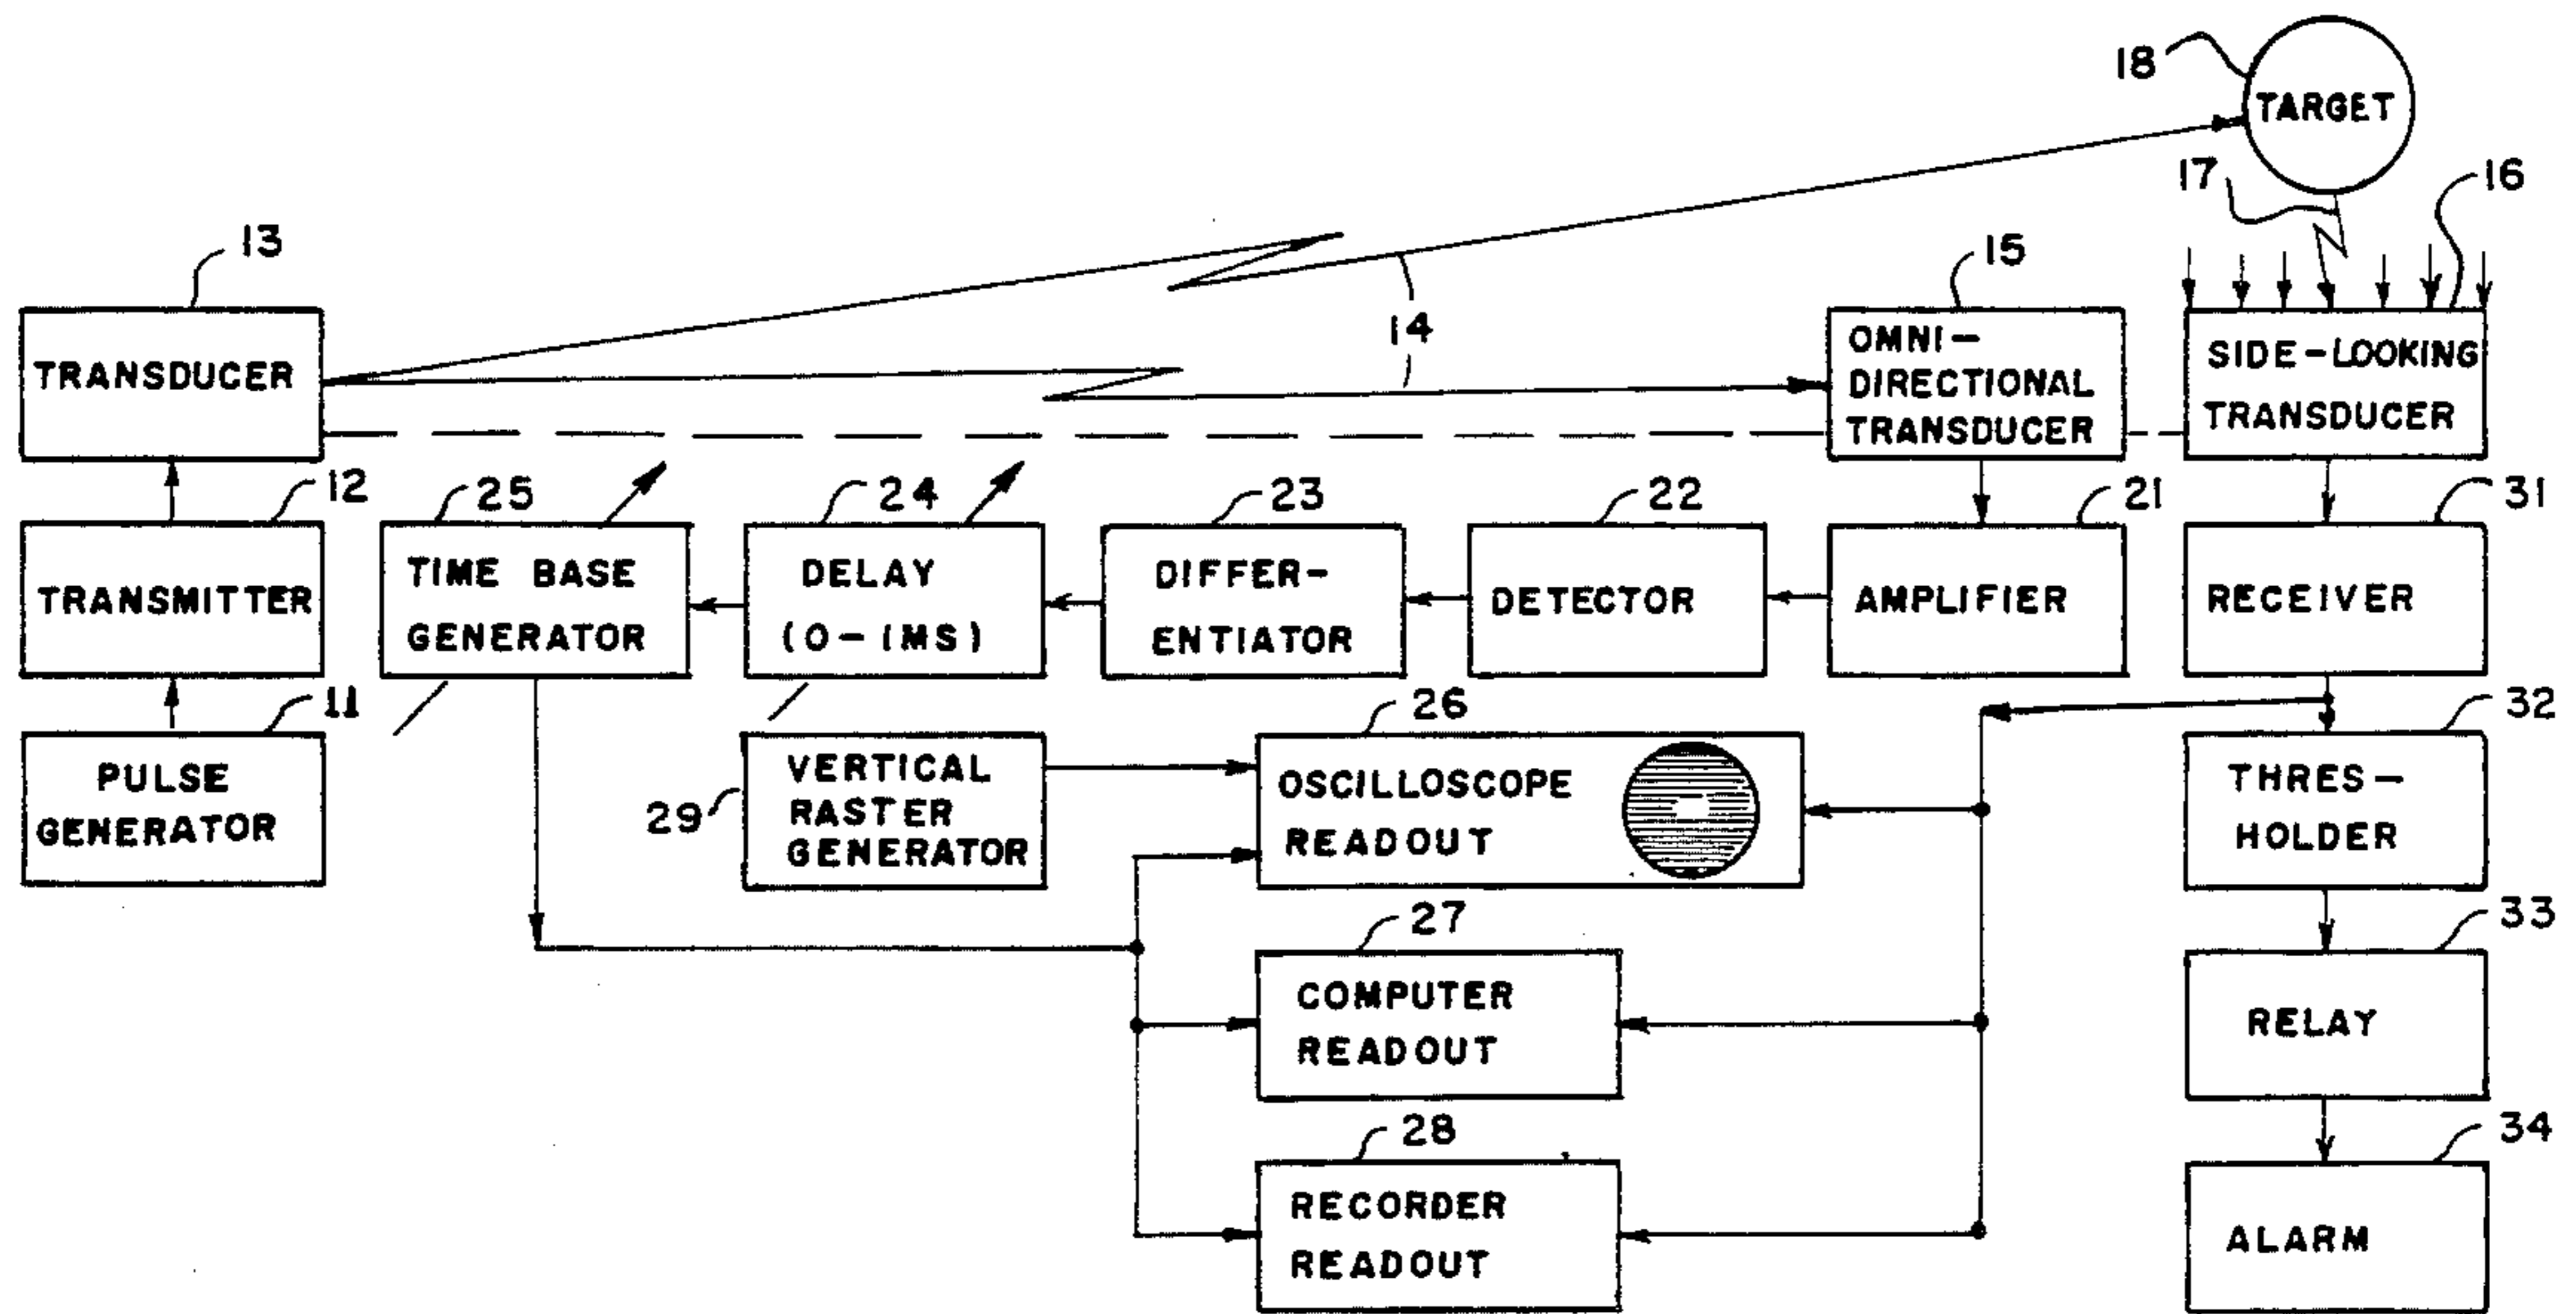 18
TARGET
17
16
13
14
15
TRANSDUCER
OMNI-
DIRECTIONAL
TRANSDUCER
SIDE-LOOKING
TRANSDUCER
12
25
24
23
22
21
31
TRANSMITTER
TIME BASE
GENERATOR
DELAY
(0-1MS)
DIFFER-
ENTIATOR
DETECTOR
AMPLIFIER
RECEIVER
11
26
32
PULSE
GENERATOR
29
VERTICAL
RASTER
GENERATOR
OSCILLOSCOPE
READOUT
THRES-
HOLDER
27
33
COMPUTER
READOUT
RELAY
28
34
RECORDER
READOUT
ALARM